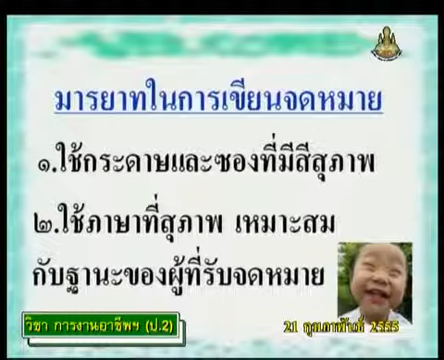 มารยาทในการเขียนจดหมาย
๑.ใช้กระดาษและซองที่มีสีสุภาพ
๒.ใช้ภาษาที่สุภาพ เหมาะสม
กับฐานะของผู้ที่รับจดหมาย
วิชา การงานอาชีพฯ (ป.2)
21 กุมภาพันธ์ 2555